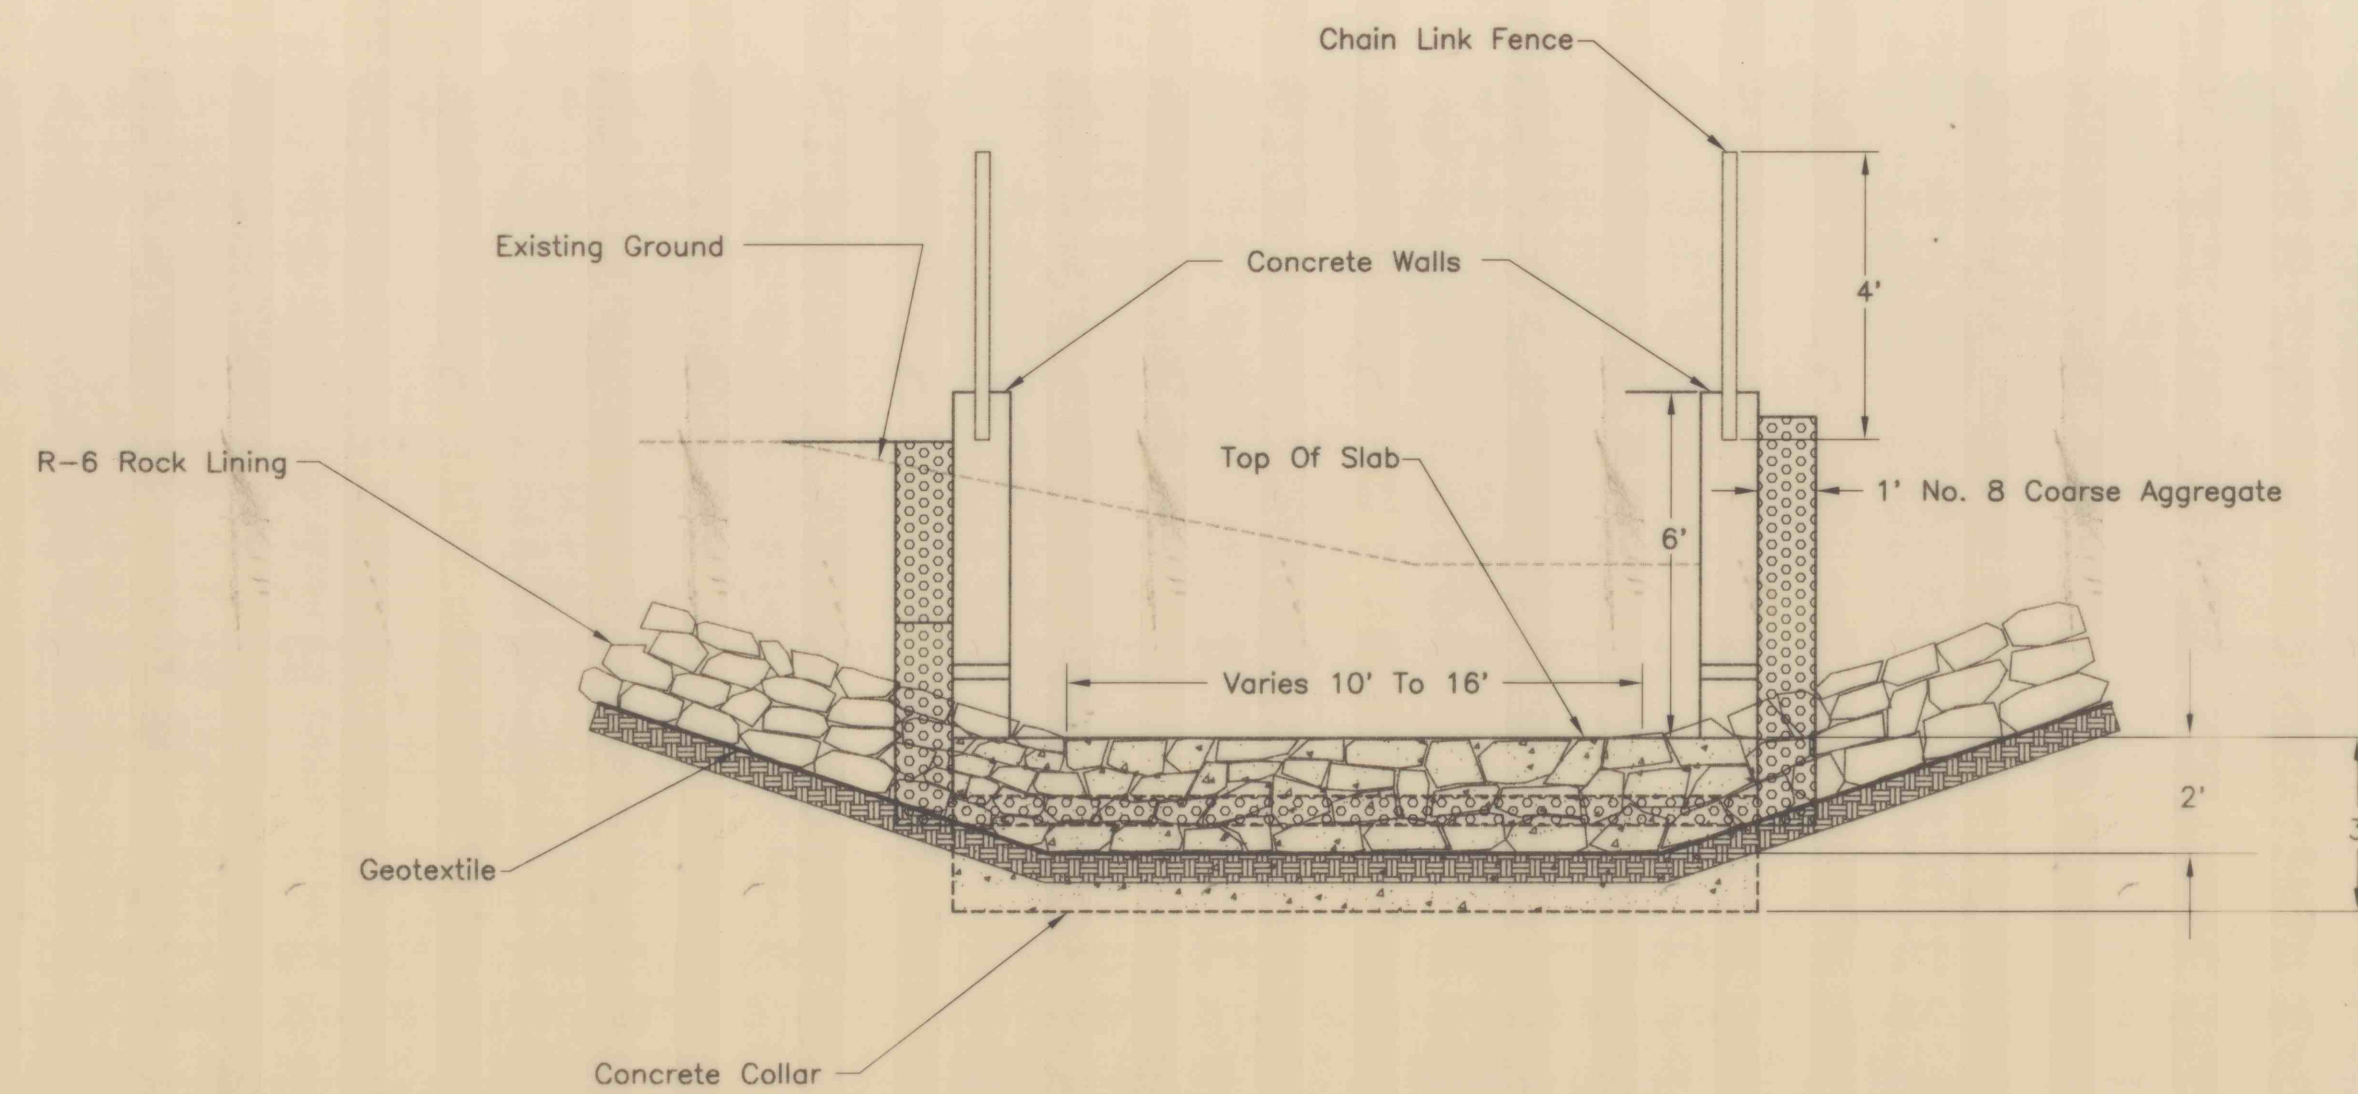 Chain Link Fence
Existing Ground
Concrete Walls
4'
R-6 Rock Lining
Top Of Slab
1' No. 8 Coarse Aggregate
6'
Varies 10' To 16'
2'
Geotextile
Concrete Collar